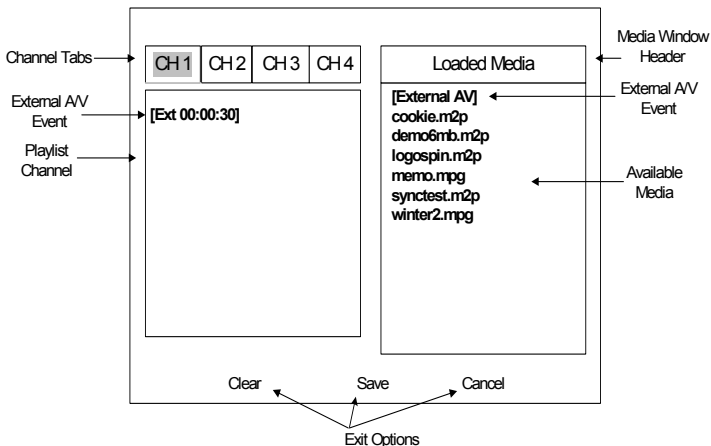 Channel Tabs
External A/V
Event
Playlist
Channel
CH 1 CH 2 CH 3 CH 4
[Ext 00:00:30]
Loaded Media
[External AV]
cookie.m2p
demo6mb.m2p
logospin.m2p
memo.mpg
synctest.m2p
winter2.mpg
Media Window
Header
External A/V
Event
Available
Media
Clear Save Cancel
Exit Options